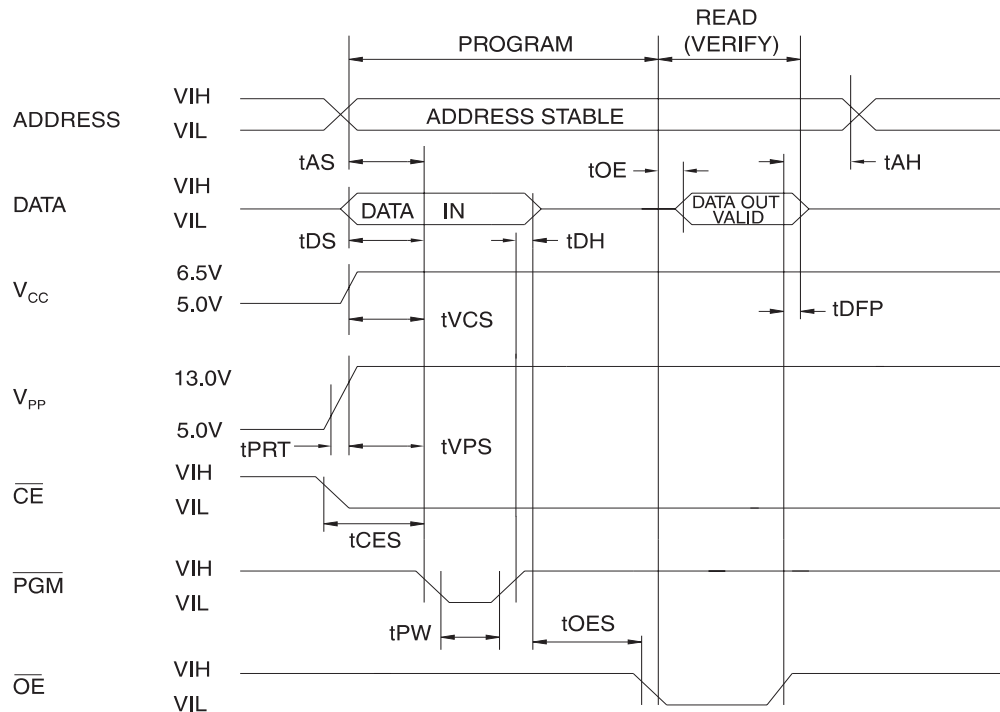 READ
PROGRAM (VERIFY)
ADDRESS VIH
VIL
ADDRESS STABLE
tAS tOE tAH
DATA VIH
VIL
DATA IN
DATA OUT
VALID
tDS tDH
VCC 6.5V
5.0V
tVCS tDFP
VPP 13.0V
5.0V
tPRT tVPS
CE VIH
VIL
tCES
PGM VIH
VIL
tPW tOES
OE VIH
VIL